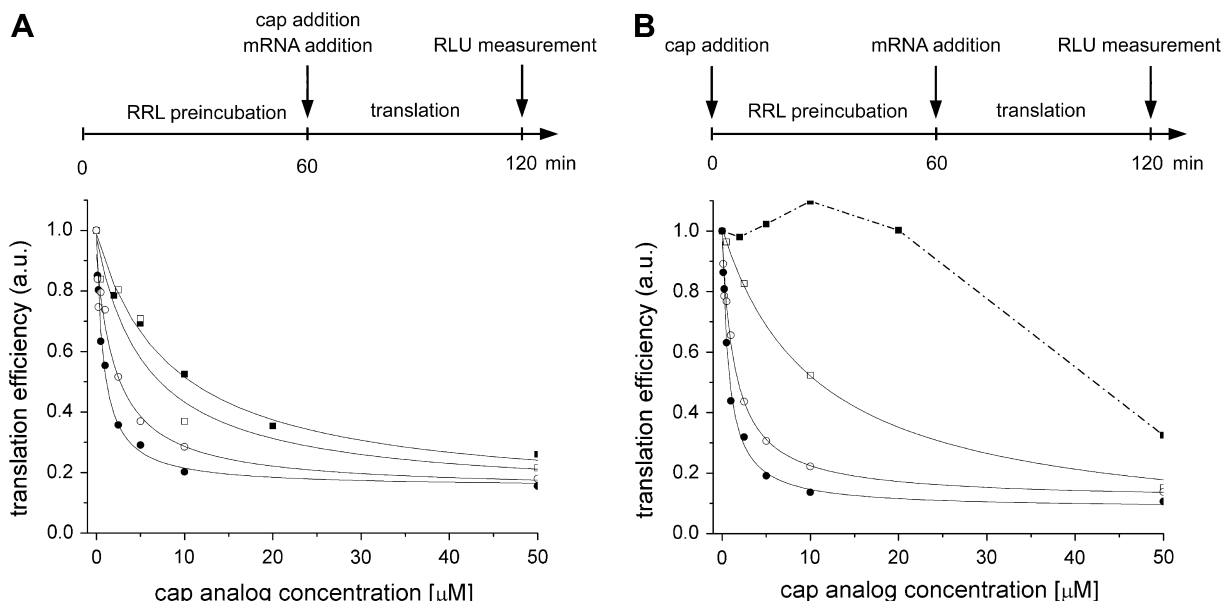 A
cap addition
mRNA addition
RLU measurement
RRL preincubation
translation
0
60
120 min
translation efficiency (a.u.)
1.0
0.8
0.6
0.4
0.2
0.0
0
10
20
30
40
50
cap analog concentration [μM]
B
cap addition
mRNA addition
RLU measurement
RRL preincubation
translation
0
60
120 min
translation efficiency (a.u.)
1.0
0.8
0.6
0.4
0.2
0.0
0
10
20
30
40
50
cap analog concentration [μM]